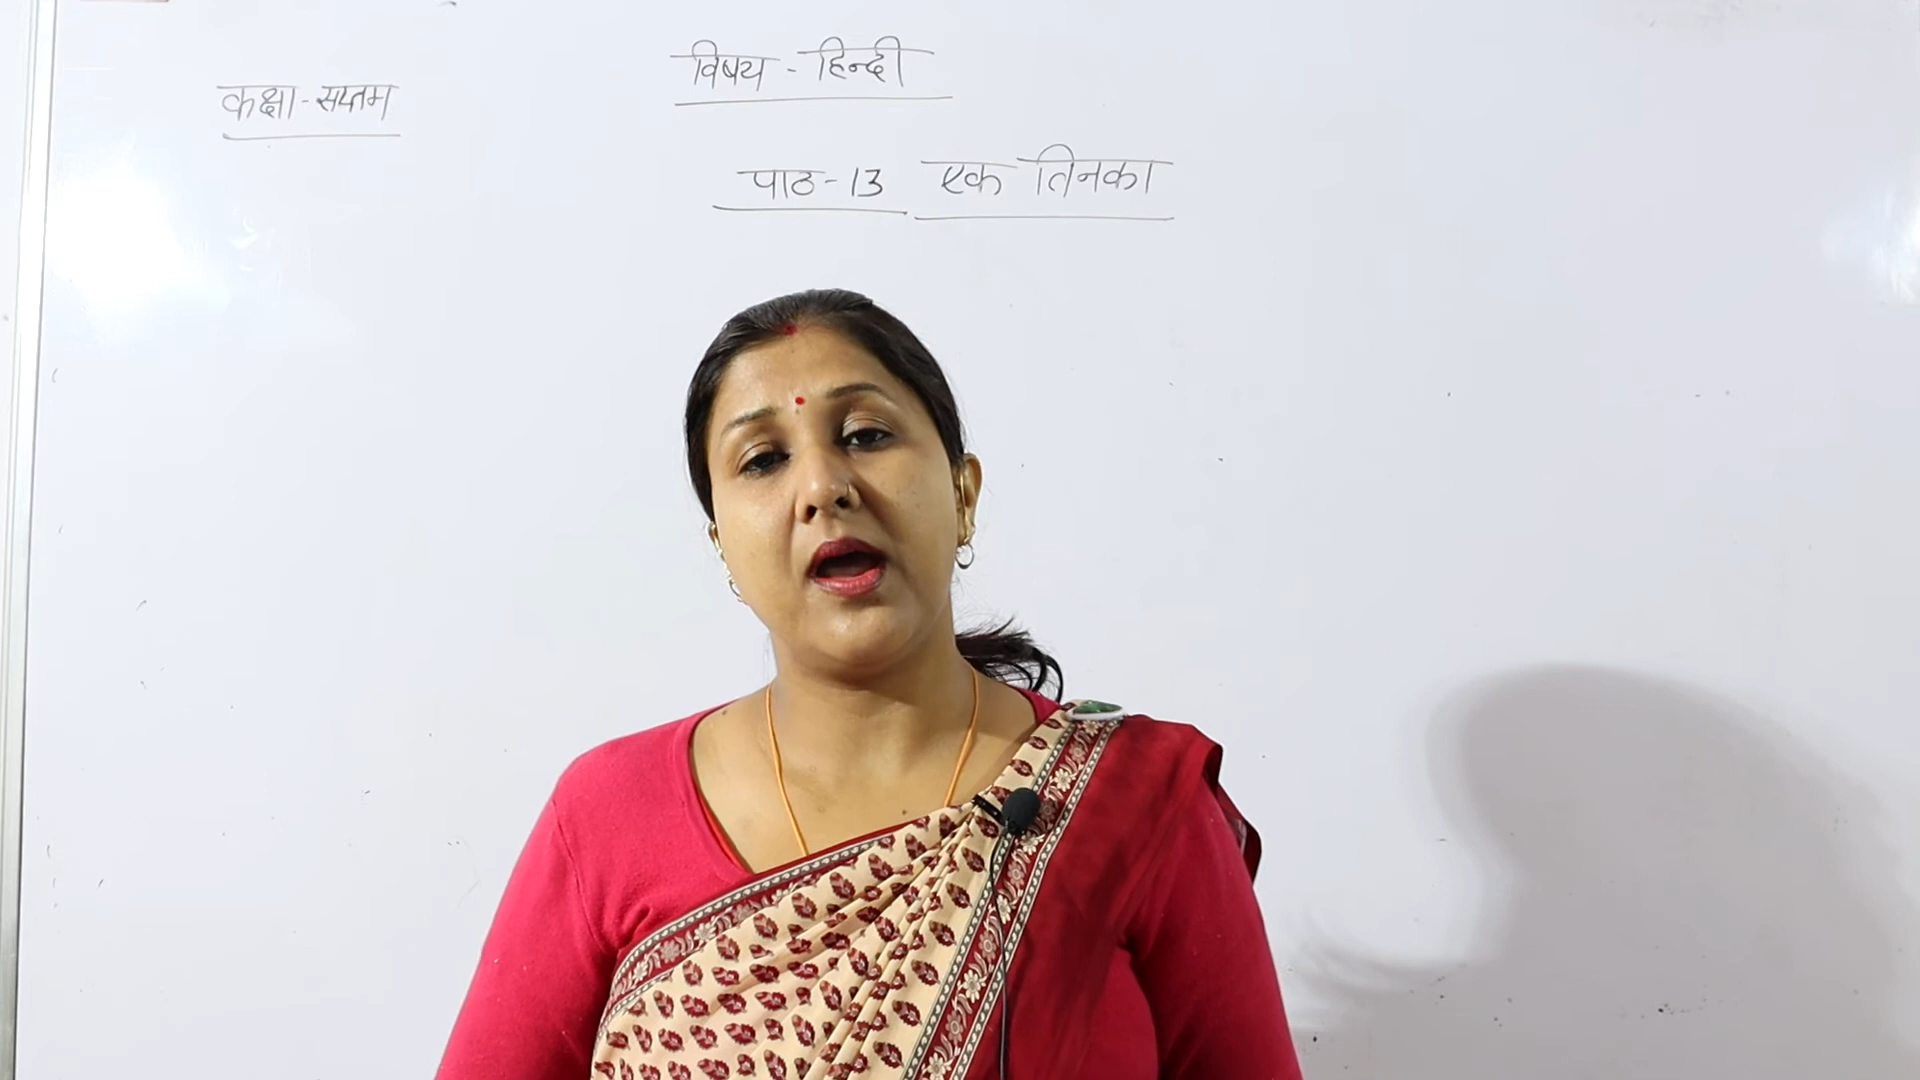 विषय - हिन्दी
कक्षा - सप्तम
पाठ - 13 एक तिनका